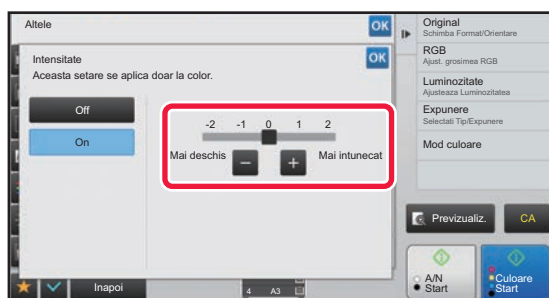 Altele
OK
Intensitate
OK
Aceasta setare se aplica doar la color.
Off
On
-2 -1 0 1 2
Mai deschis
Mai intunecat
Inapoi
4 A3
Original
Schimba Format/Orientare
RGB
Ajust. grosimea RGB
Luminozitate
Ajusteaza Luminozitatea
Expunere
Selectati Tip/Expunere
Mod culoare
Previzualiz.
CA
A/N
Start
Culoare
Start